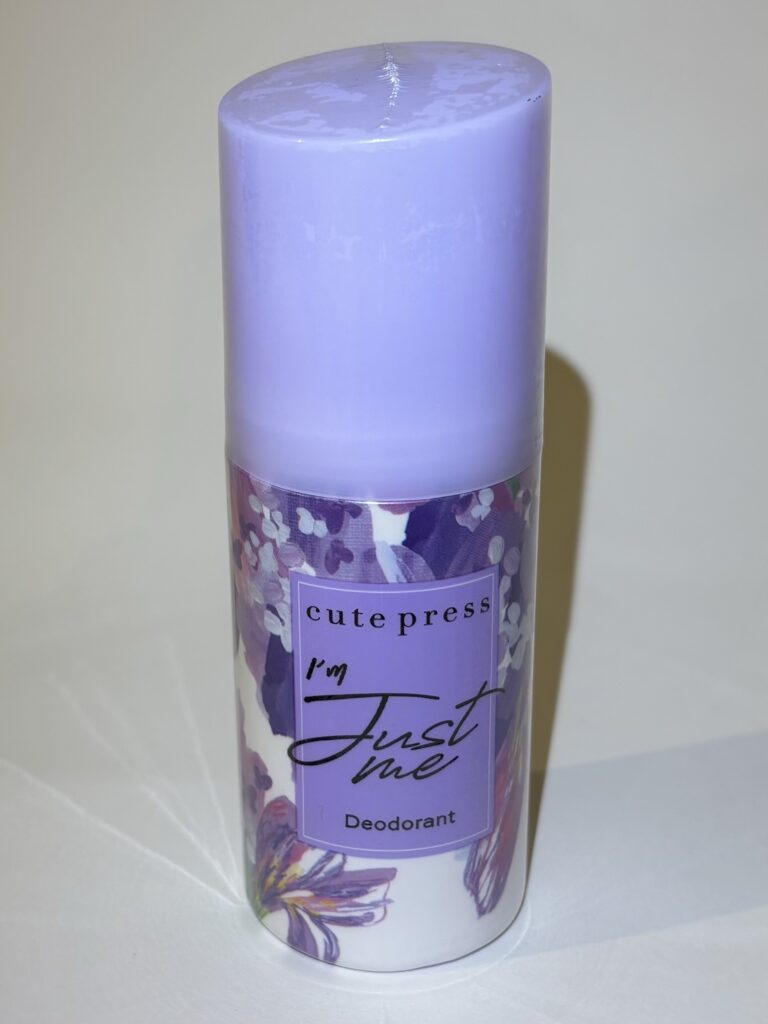 cute press
I'm
Just
me
Deodorant